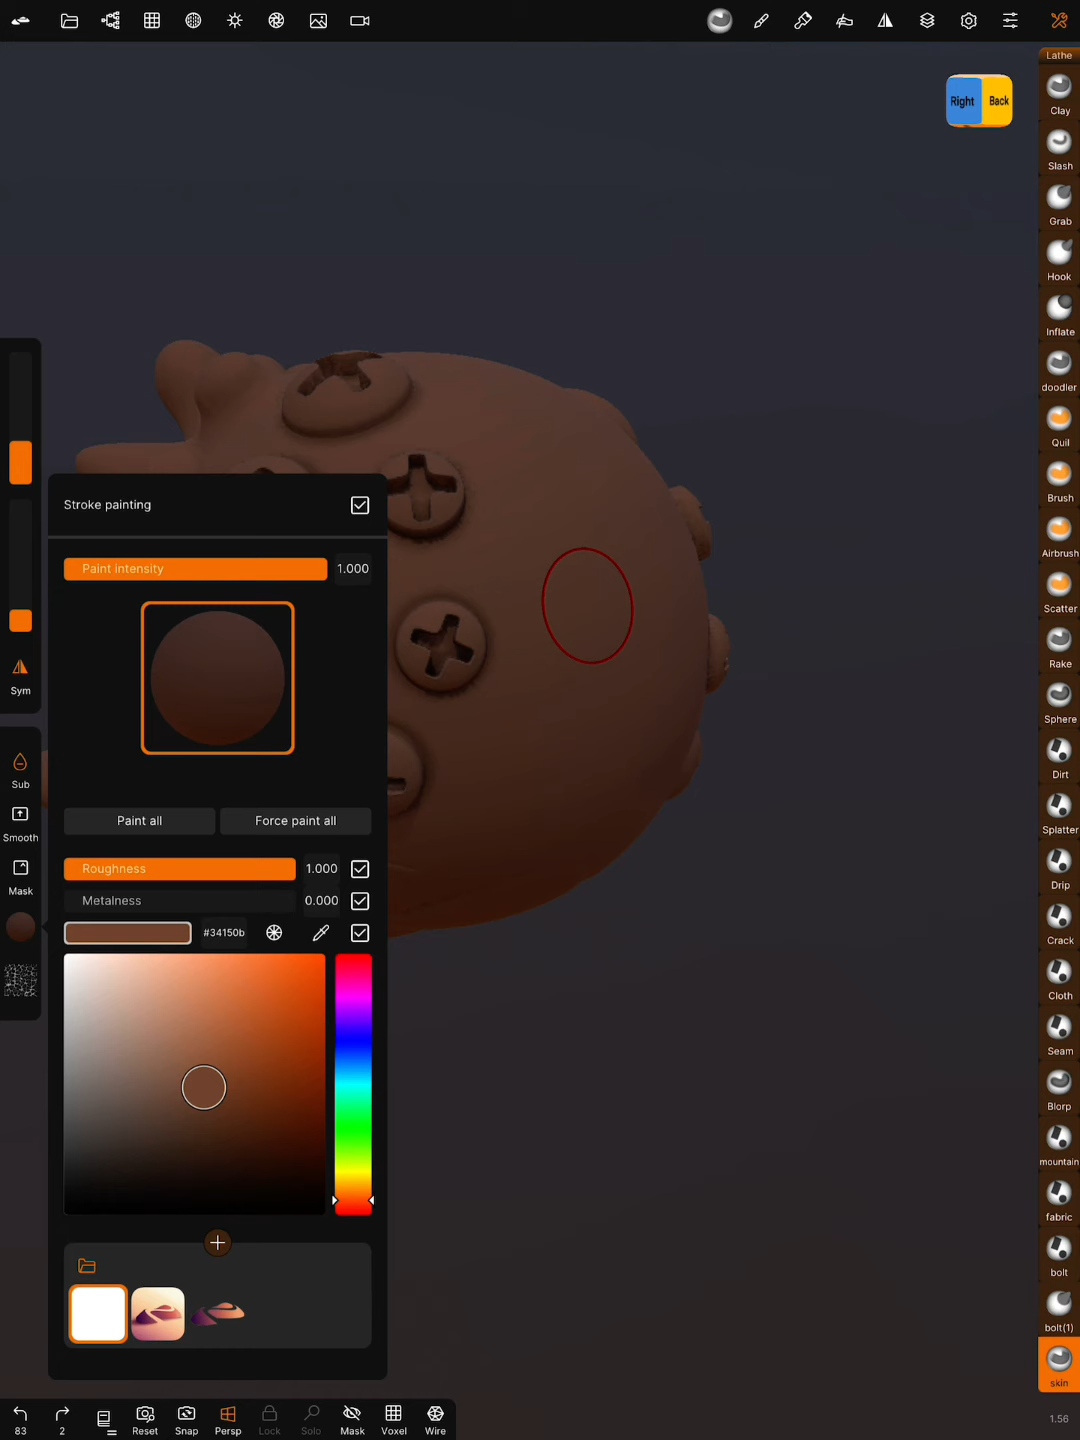 Lathe
Right Back
Clay
Slash
Grab
Hook
Inflate
doodler
Quil
Brush
Airbrush
Scatter
Rake
Sphere
Dirt
Splatter
Drip
Crack
Cloth
Seam
Blorp
mountain
fabric
bolt
bolt(1)
skin
1.56
Sym
Sub
Smooth
Mask
Stroke painting
Paint intensity 1.000
Paint all Force paint all
Roughness 1.000
Metalness 0.000
#34150b
83 2 Reset Snap Persp Lock Solo Mask Voxel Wire